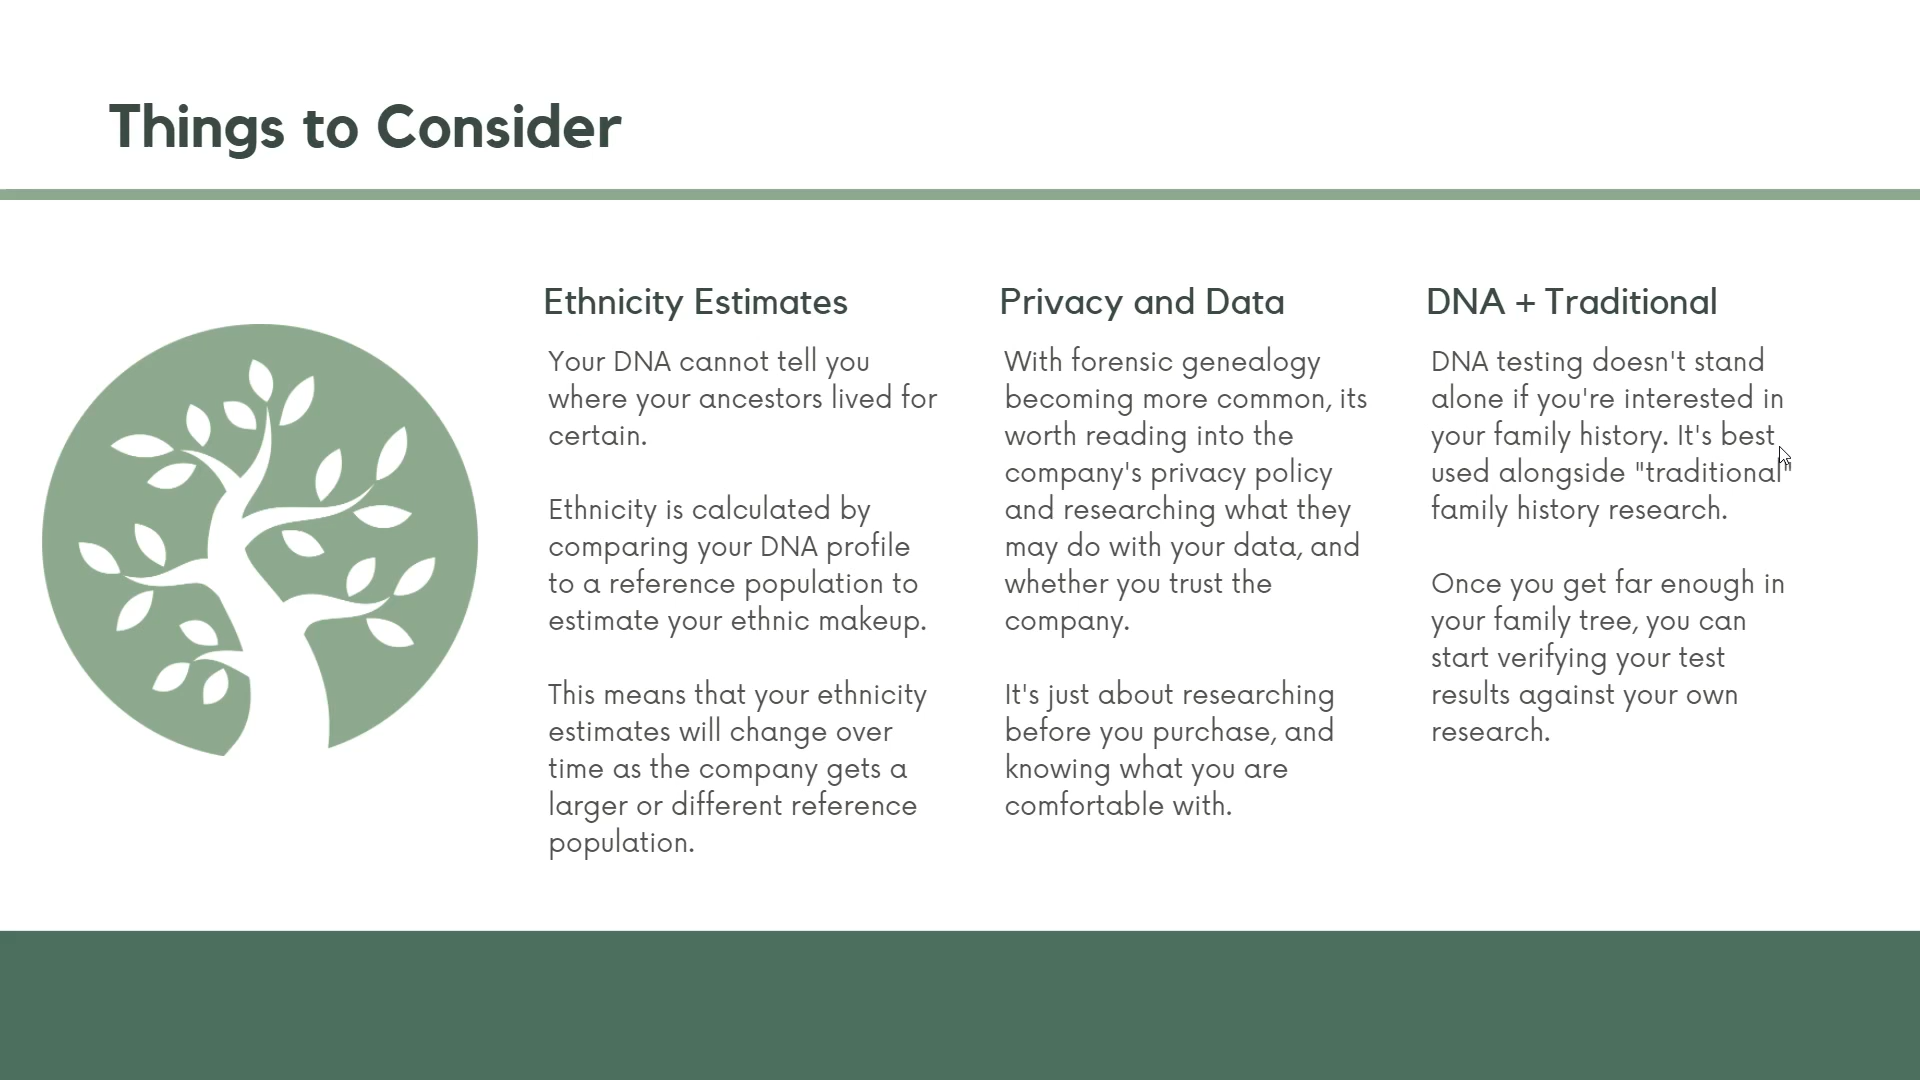 Things to Consider
Ethnicity Estimates
Your DNA cannot tell you
where your ancestors lived for
certain.
Ethnicity is calculated by
comparing your DNA profile
to a reference population to
estimate your ethnic makeup.
This means that your ethnicity
estimates will change over
time as the company gets a
larger or different reference
population.
Privacy and Data
With forensic genealogy
becoming more common, its
worth reading into the
company's privacy policy
and researching what they
may do with your data, and
whether you trust the
company.
It's just about researching
before you purchase, and
knowing what you are
comfortable with.
DNA + Traditional
DNA testing doesn't stand
alone if you're interested in
your family history. It's best
used alongside "traditional"
family history research.
Once you get far enough in
your family tree, you can
start verifying your test
results against your own
research.